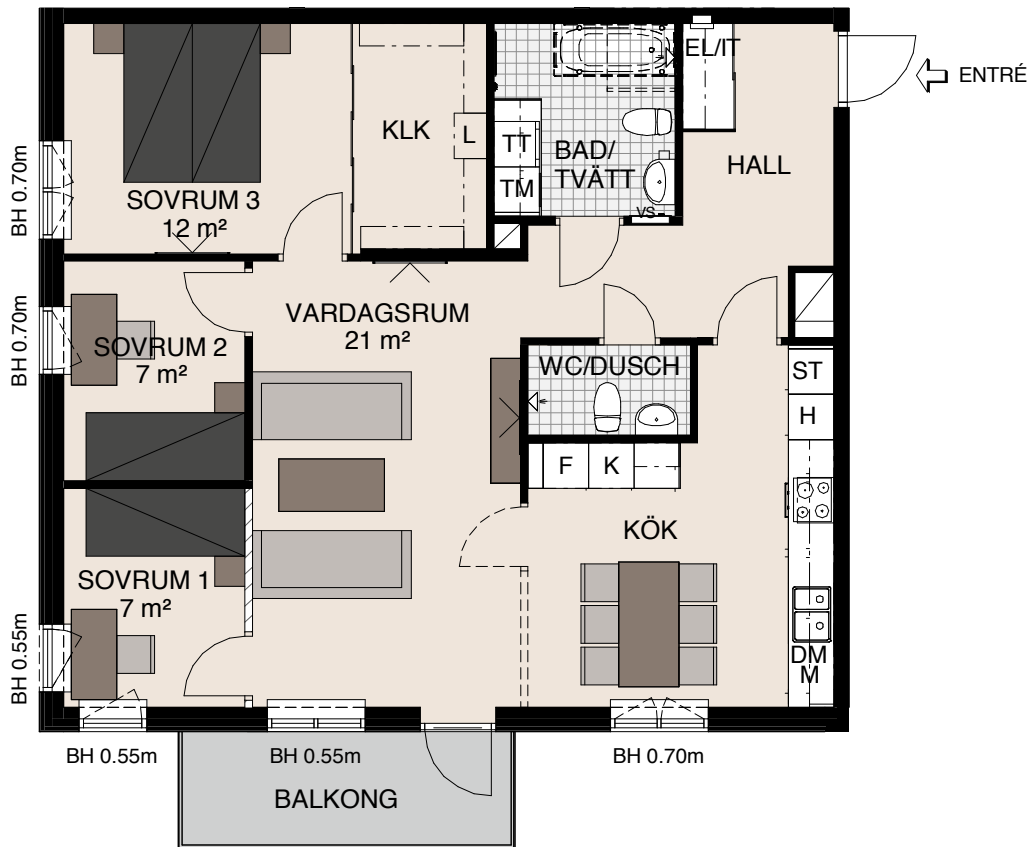 EL/IT
ENTRÉ
KLK
L
TT
TM
BAD/
TVÄTT
HALL
VS
SOVRUM 3
12 m²
BH 0.70m
VARDAGSRUM
21 m²
BH 0.70m
SOVRUM 2
7 m²
WC/DUSCH
ST
H
F
K
KÖK
SOVRUM 1
7 m²
BH 0.55m
DM
M
BH 0.55m
BH 0.55m
BH 0.70m
BALKONG